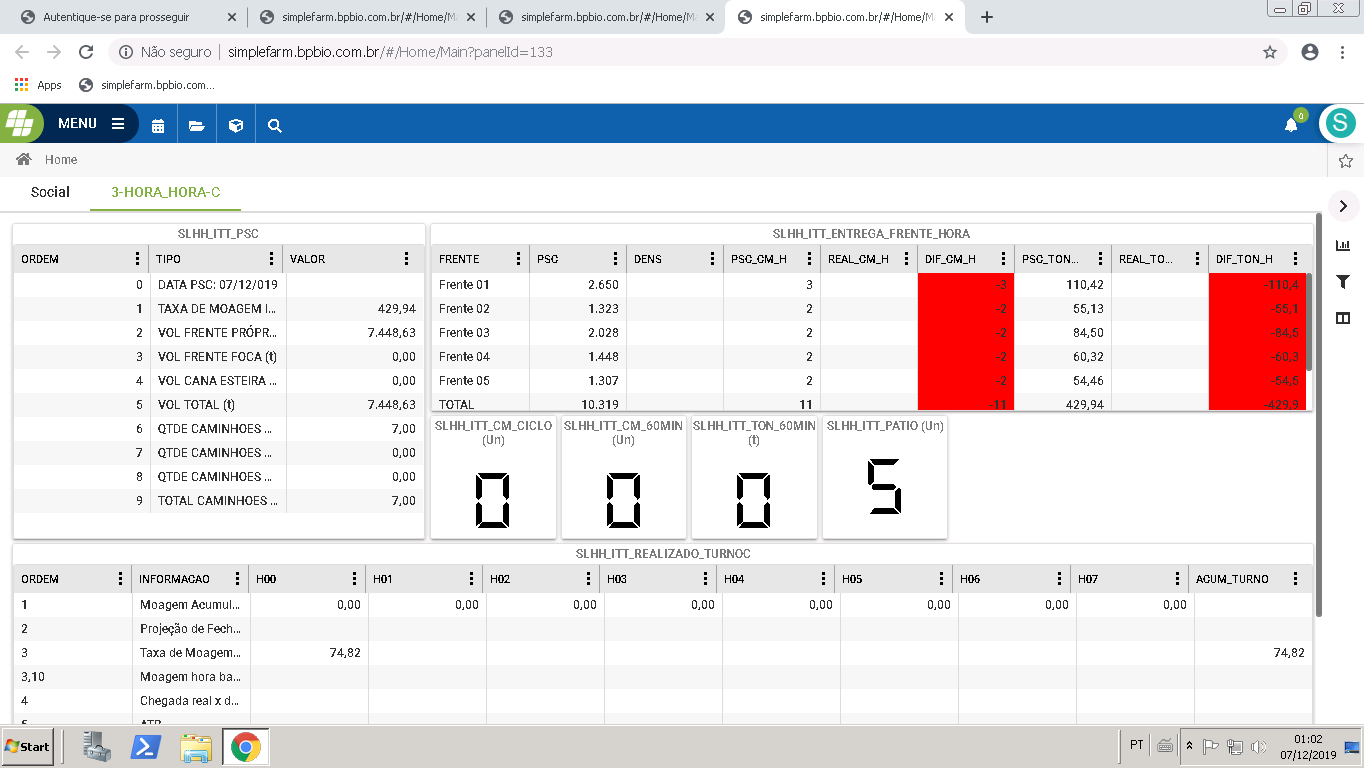 Autentique-se para prosseguir
simplefarm.bpbio.com.br/#/Home/M
simplefarm.bpbio.com.br/#/Home/M
simplefarm.bpbio.com.br/#/Home/M
Não seguro | simplefarm.bpbio.com.br/#/Home/Main?panelId=133
Apps simplefarm.bpbio.com...
MENU
0
S
Home
Social 3-HORA_HORA-C
SLHH_ITT_PSC
ORDEM TIPO VALOR
0 DATA PSC: 07/12/019
1 TAXA DE MOAGEM I... 429,94
2 VOL FRENTE PRÓPR... 7.448,63
3 VOL FRENTE FOCA (t) 0,00
4 VOL CANA ESTEIRA ... 0,00
5 VOL TOTAL (t) 7.448,63
6 QTDE CAMINHOES ... 7,00
7 QTDE CAMINHOES ... 0,00
8 QTDE CAMINHOES ... 0,00
9 TOTAL CAMINHOES ... 7,00
SLHH_ITT_ENTREGA_FRENTE_HORA
FRENTE PSC DENS PSC_CM_H REAL_CM_H DIF_CM_H PSC_TON... REAL_TO... DIF_TON_H
Frente 01 2.650 3 -3 110,42 -110,4
Frente 02 1.323 2 -2 55,13 -55,1
Frente 03 2.028 2 -2 84,50 -84,5
Frente 04 1.448 2 -2 60,32 -60,3
Frente 05 1.307 2 -2 54,46 -54,5
TOTAL 10.319 11 -11 429,94 -429,9
SLHH_ITT_CM_CICLO (Un)
0
SLHH_ITT_CM_60MIN (Un)
0
SLHH_ITT_TON_60MIN (t)
0
SLHH_ITT_PATIO (Un)
5
SLHH_ITT_REALIZADO_TURNOC
ORDEM INFORMACAO H00 H01 H02 H03 H04 H05 H06 H07 ACUM_TURNO
1 Moagem Acumul... 0,00 0,00 0,00 0,00 0,00 0,00 0,00 0,00
2 Projeção de Fech...
3 Taxa de Moagem... 74,82 74,82
3,10 Moagem hora ba...
4 Chegada real x d...
5 ATR
Start
PT
01:02
07/12/2019